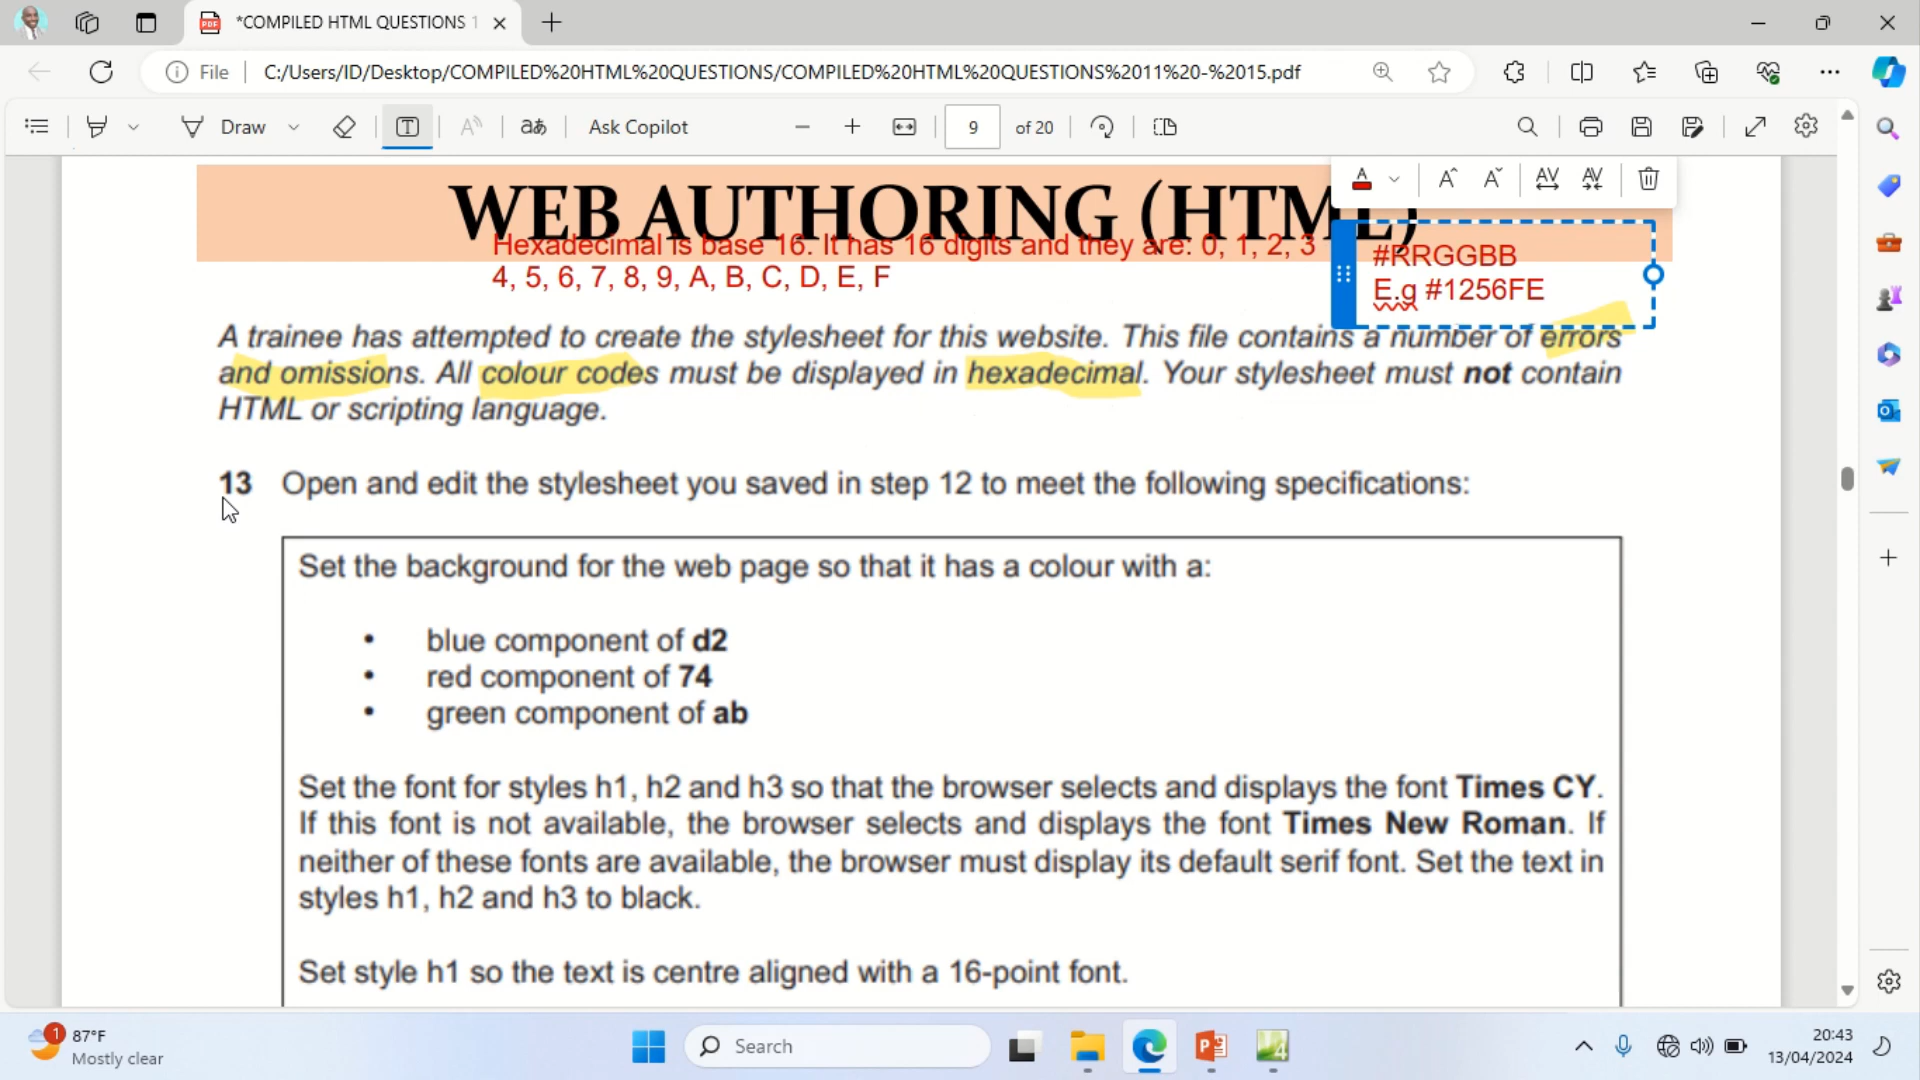 *COMPILED HTML QUESTIONS 1
File
C:/Users/ID/Desktop/COMPILED%20HTML%20QUESTIONS/COMPILED%20HTML%20QUESTIONS%2011%20-%2015.pdf
Draw
Ask Copilot
9
of 20
WEB AUTHORING (HTML)
Hexadecimal is base 16. It has 16 digits and they are: 0, 1, 2, 3
4, 5, 6, 7, 8, 9, A, B, C, D, E, F
#RRGGBB
E.g #1256FE
A trainee has attempted to create the stylesheet for this website. This file contains a number of errors
and omissions. All colour codes must be displayed in hexadecimal. Your stylesheet must not contain
HTML or scripting language.
13 Open and edit the stylesheet you saved in step 12 to meet the following specifications:
Set the background for the web page so that it has a colour with a:
• blue component of d2
• red component of 74
• green component of ab
Set the font for styles h1, h2 and h3 so that the browser selects and displays the font Times CY.
If this font is not available, the browser selects and displays the font Times New Roman. If
neither of these fonts are available, the browser must display its default serif font. Set the text in
styles h1, h2 and h3 to black.
Set style h1 so the text is centre aligned with a 16-point font.
1
87°F
Mostly clear
Search
20:43
13/04/2024